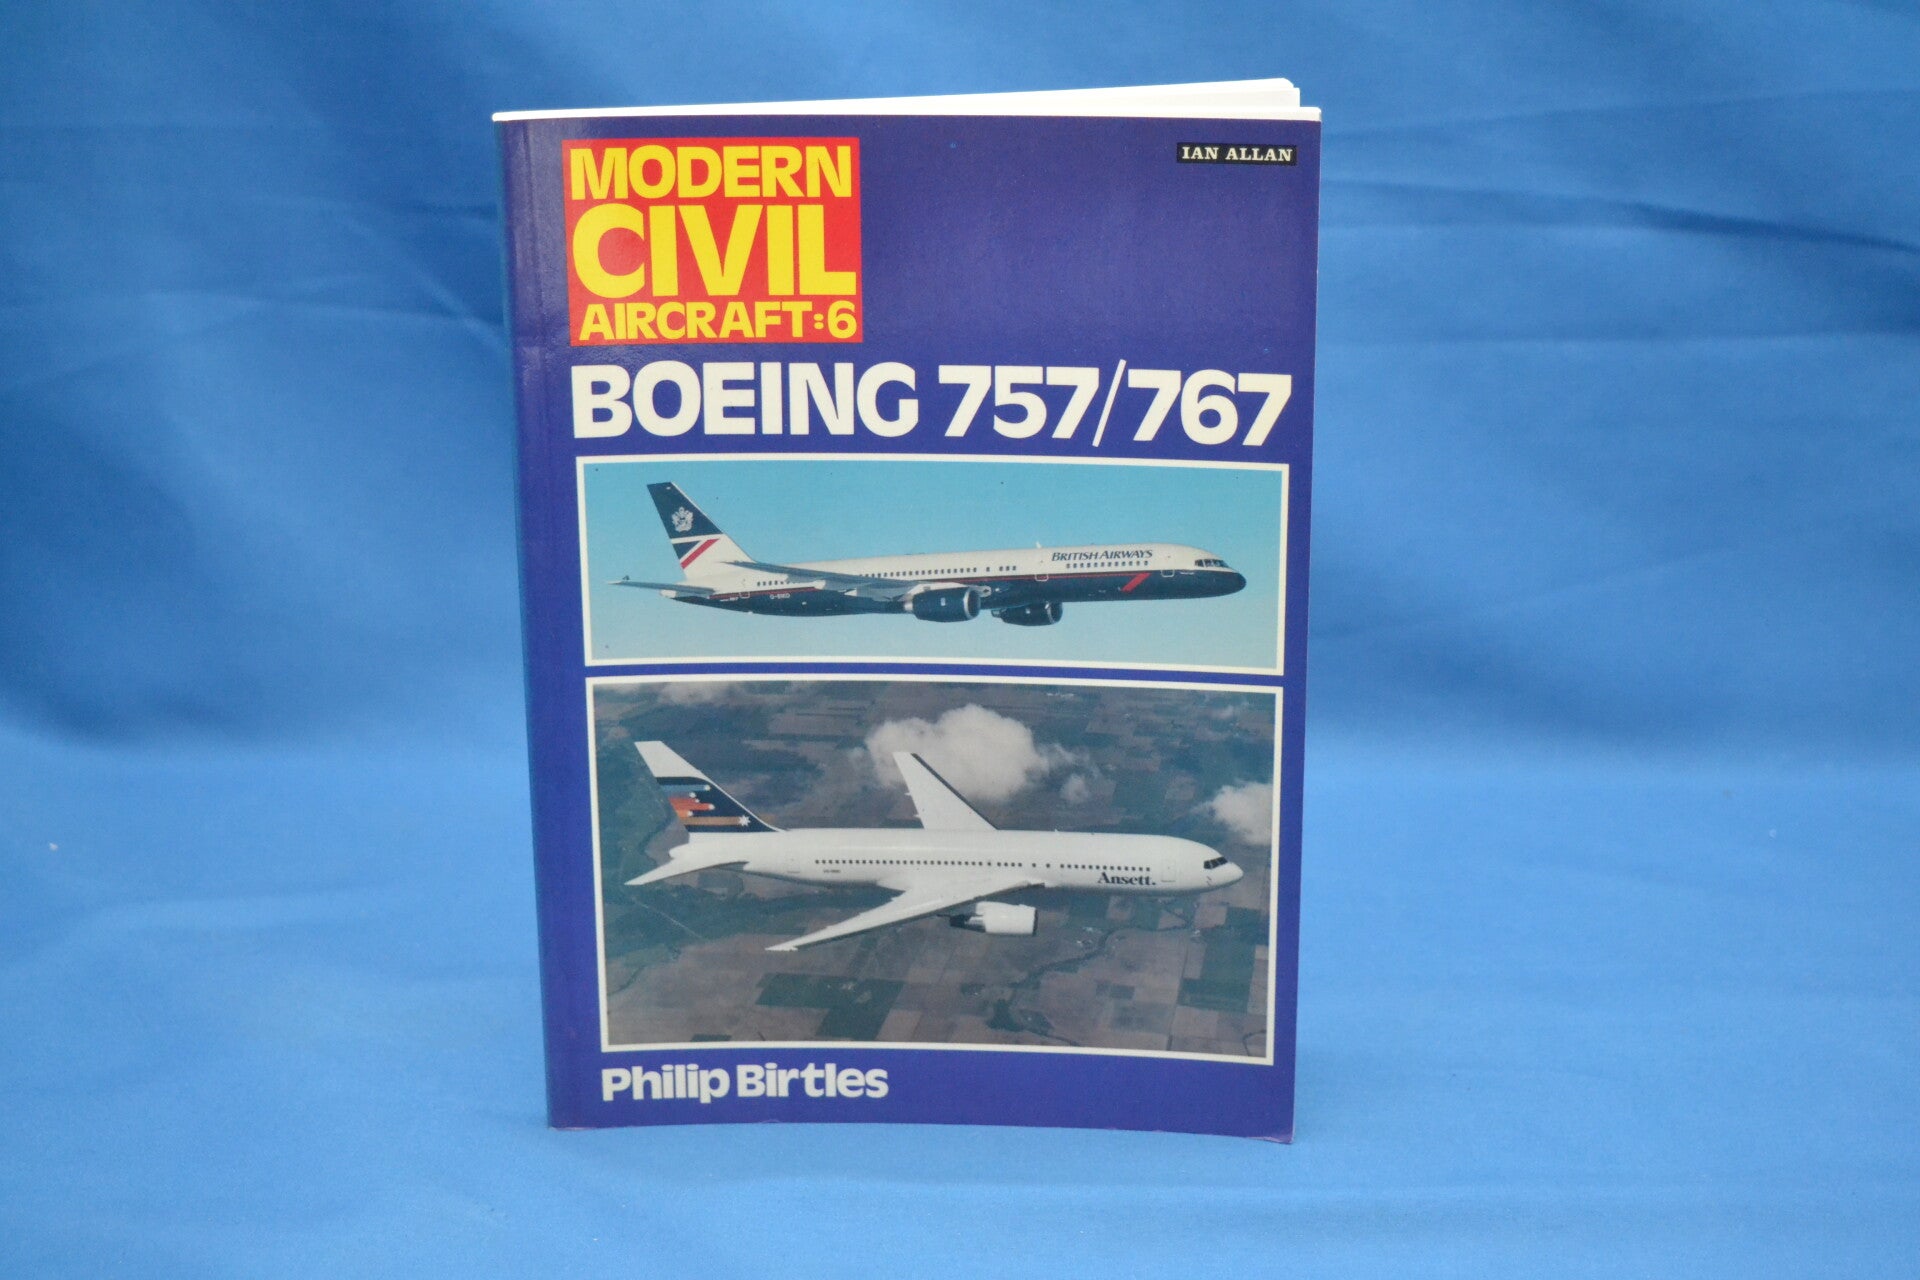 MODERN
CIVIL
AIRCRAFT:6
IAN ALLAN
BOEING 757/767
BRITISH AIRWAYS
Ansett.
Philip Birtles